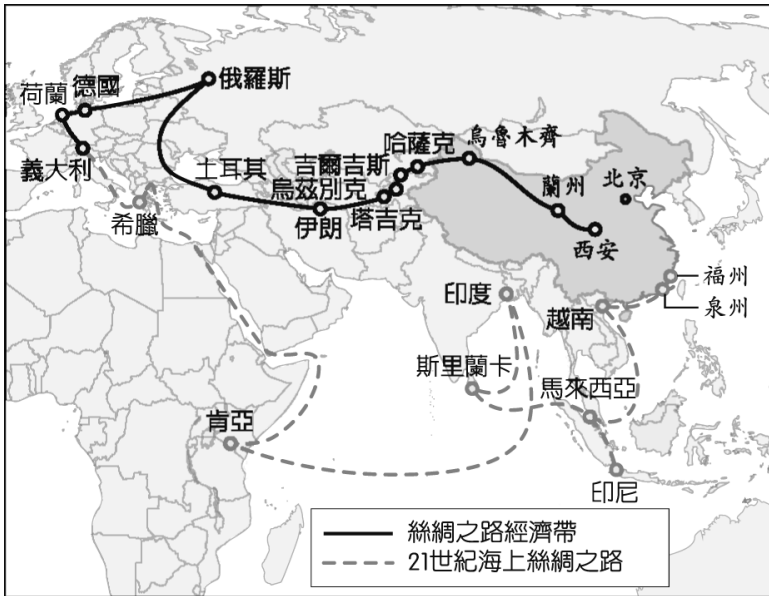 俄羅斯
德國
荷蘭
義大利
希臘
土耳其
吉爾吉斯
烏茲別克
伊朗
塔吉克
哈薩克
烏魯木齊
蘭州
北京
西安
福州
泉州
印度
越南
斯里蘭卡
馬來西亞
肯亞
印尼
絲綢之路經濟帶
21世紀海上絲綢之路